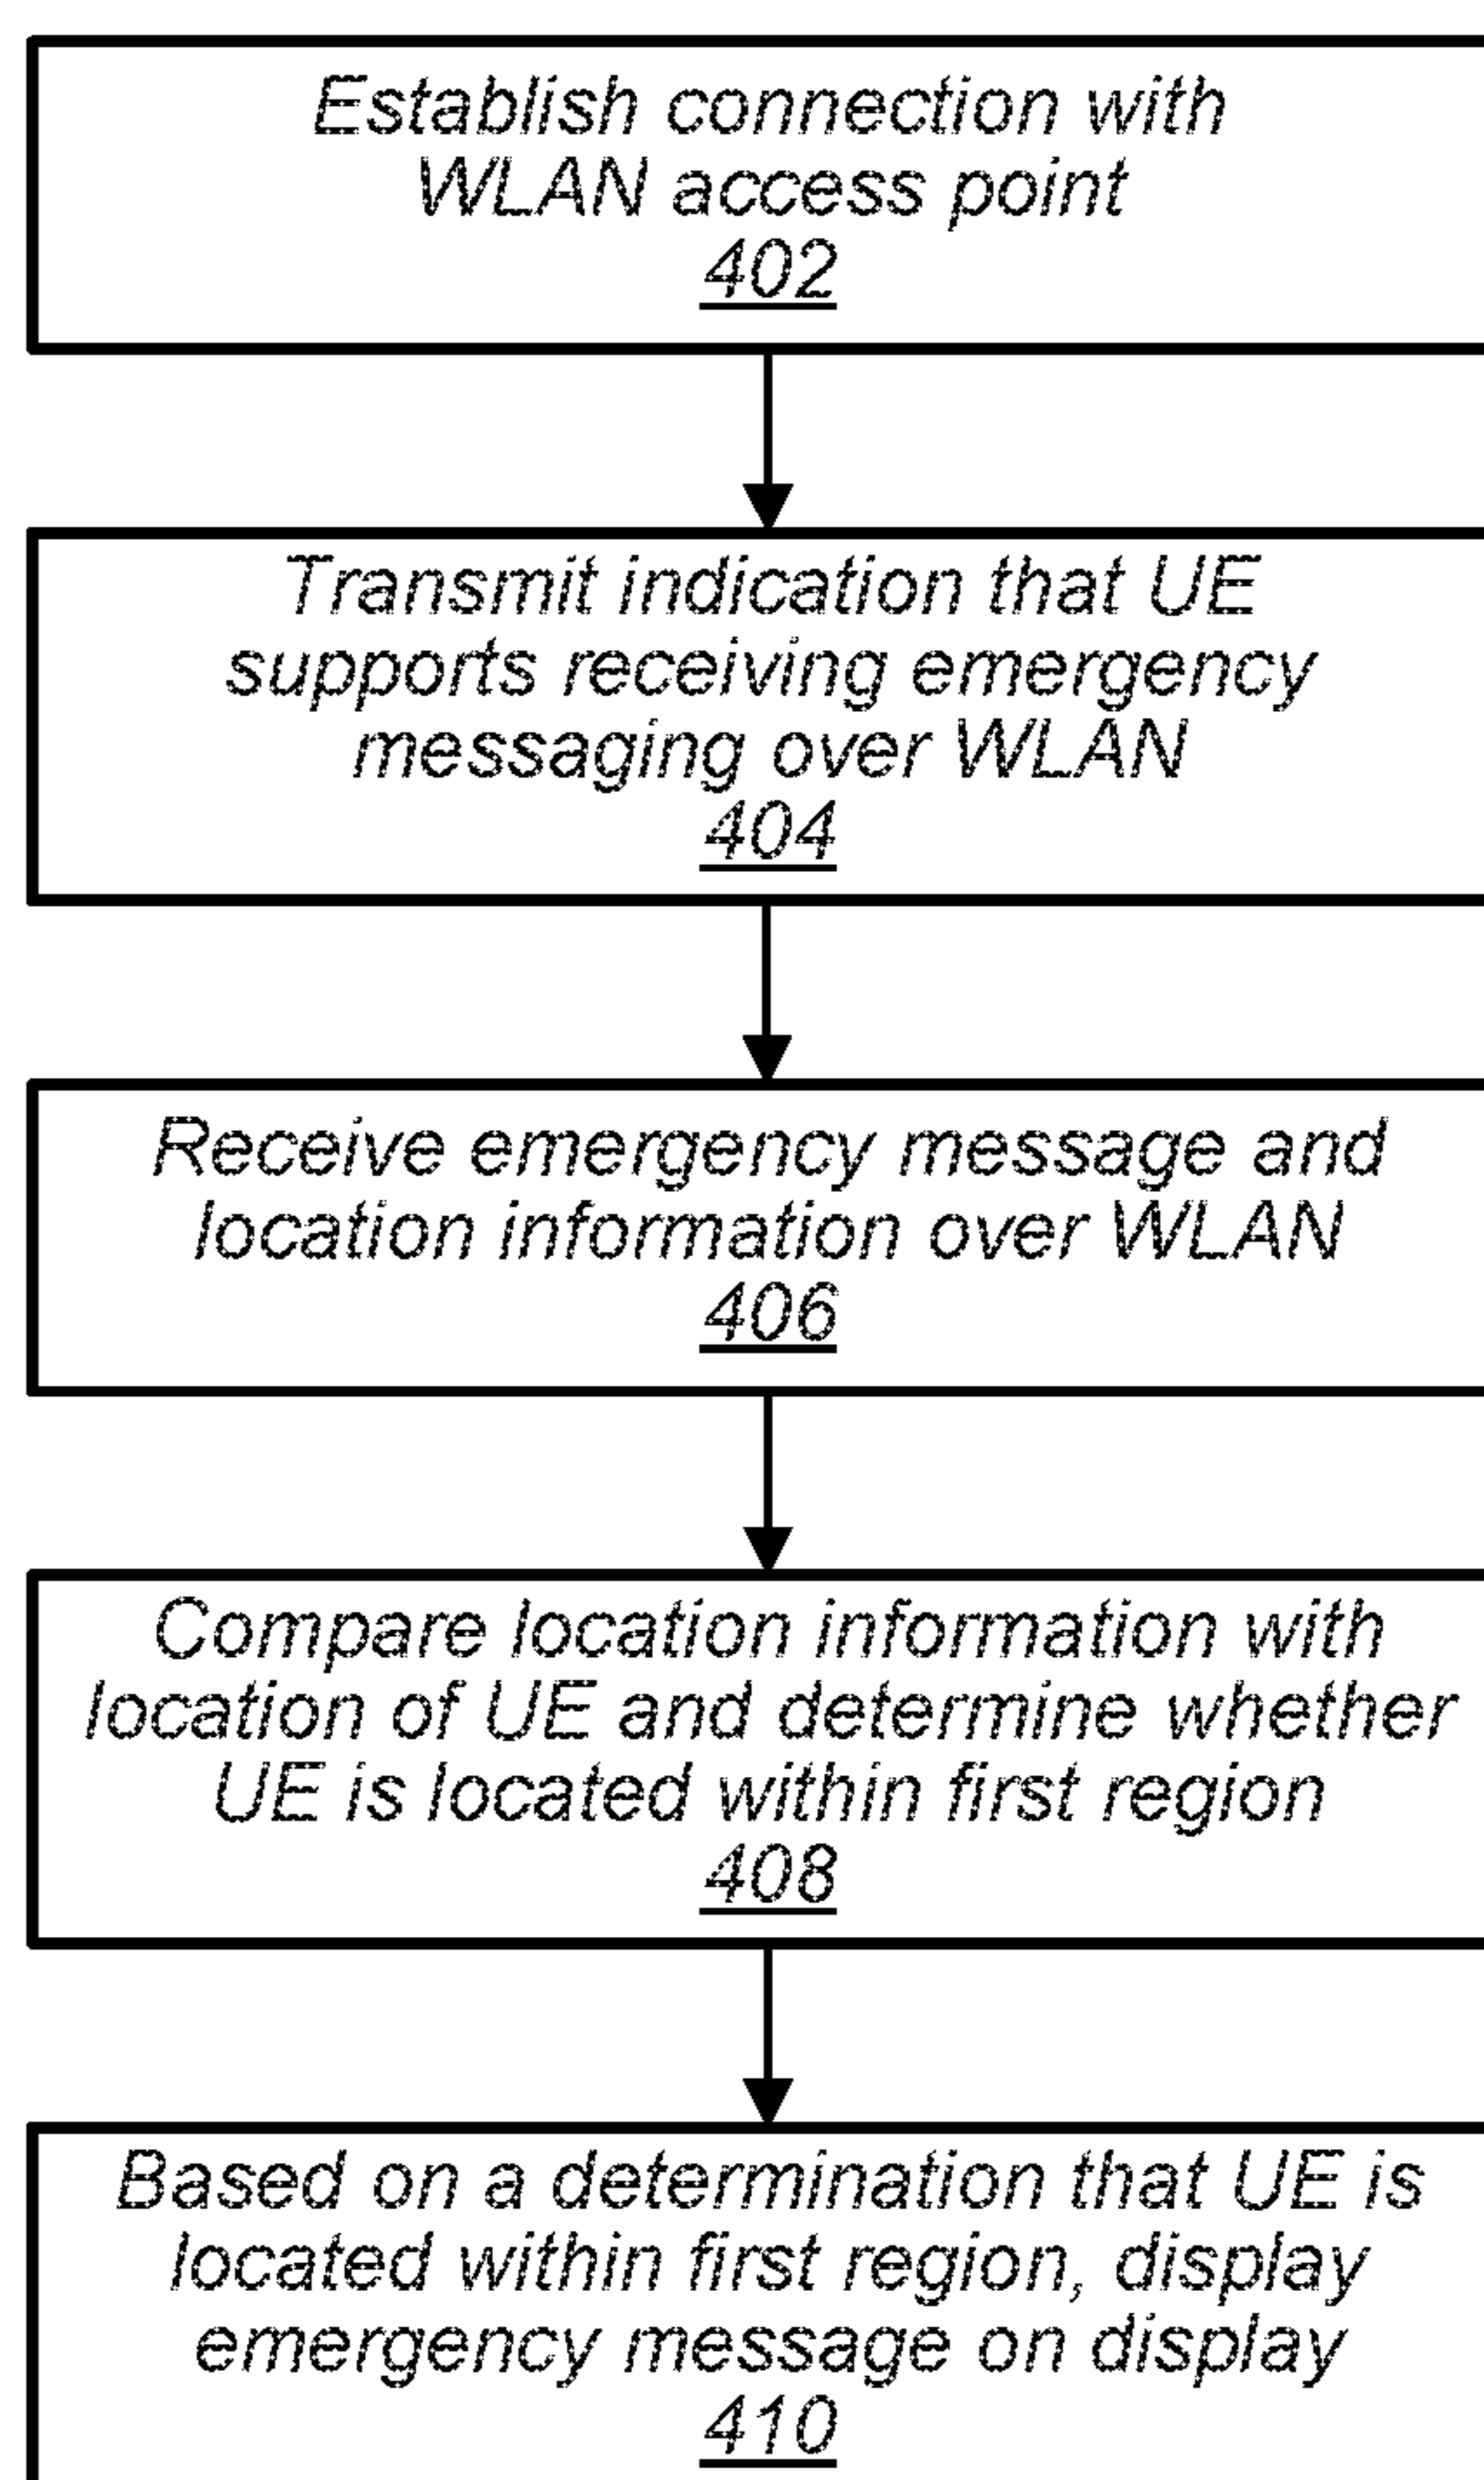 Establish connection with
WLAN access point
402
Transmit indication that UE
supports receiving emergency
messaging over WLAN
404
Receive emergency message and
location information over WLAN
406
Compare location information with
location of UE and determine whether
UE is located within first region
408
Based on a determination that UE is
located within first region, display
emergency message on display
410